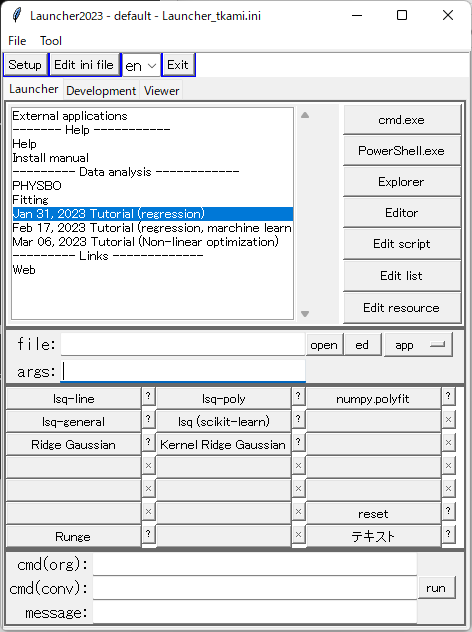 Launcher2023 - default - Launcher_tkami.ini
File Tool
Setup Edit ini file en Exit
Launcher Development Viewer
External applications
------- Help -----------
Help
Install manual
--------- Data analysis ------------
PHYSBO
Fitting
Jan 31, 2023 Tutorial (regression)
Feb 17, 2023 Tutorial (regression, marchine learn
Mar 06, 2023 Tutorial (Non-linear optimization)
--------- Links -------------
Web
cmd.exe
PowerShell.exe
Explorer
Editor
Edit script
Edit list
Edit resource
file: open ed app
args:
lsq-line ? lsq-poly ? numpy.polyfit ?
lsq-general ? lsq (scikit-learn) ? ×
Ridge Gaussian ? Kernel Ridge Gaussian ? ×
× × ×
× × ×
× × reset ?
Runge ? × テキスト ?
cmd(org):
cmd(conv): run
message: